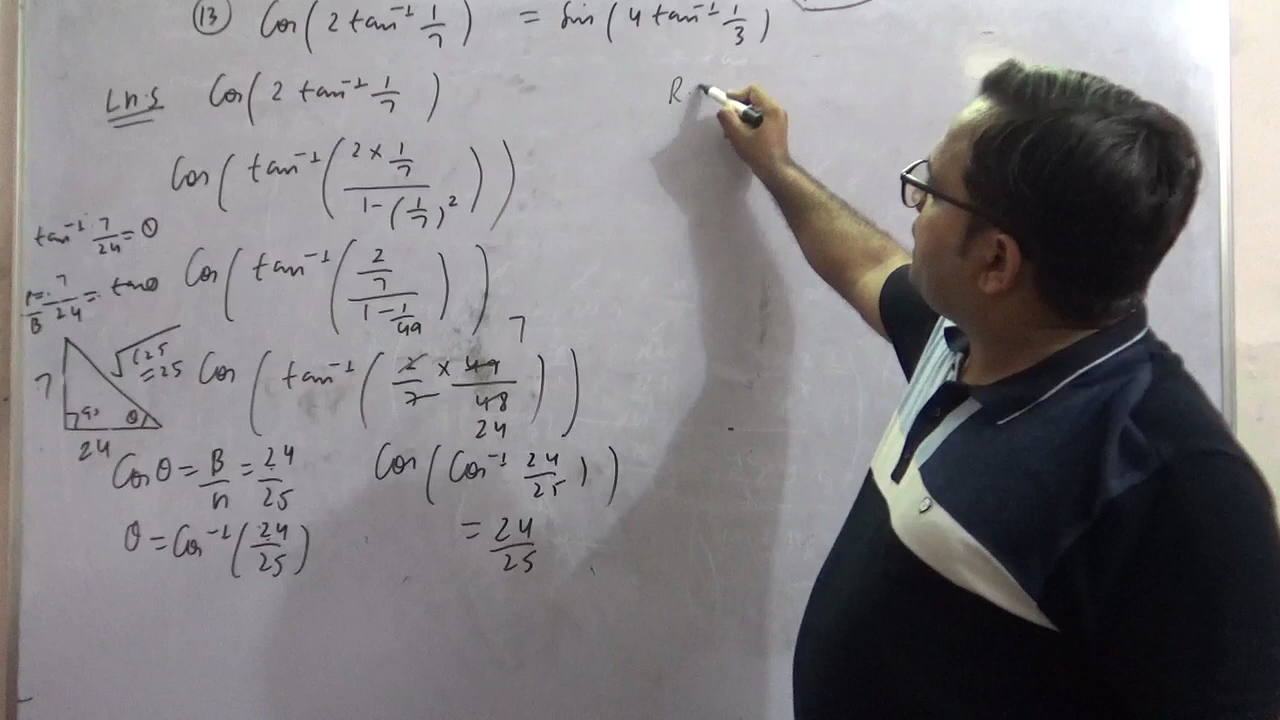 (13) Cos(2 tan⁻¹ 1/7) = Sin(4 tan⁻¹ 1/3)
L.H.S Cos(2 tan⁻¹ 1/7)
Cos(tan⁻¹((2 × 1/7)/(1-(1/7)²)))
tan⁻¹ 7/24 = θ
P/B = 7/24 = tanθ
Cos(tan⁻¹((2/7)/(1-1/49)))
7 24 90 θ √625 = 25
Cos(tan⁻¹(2/7 × 49/48)) 7 24
Cosθ = B/H = 24/25
θ = Cos⁻¹(24/25)
Cos(Cos⁻¹ 24/25)
= 24/25
R.